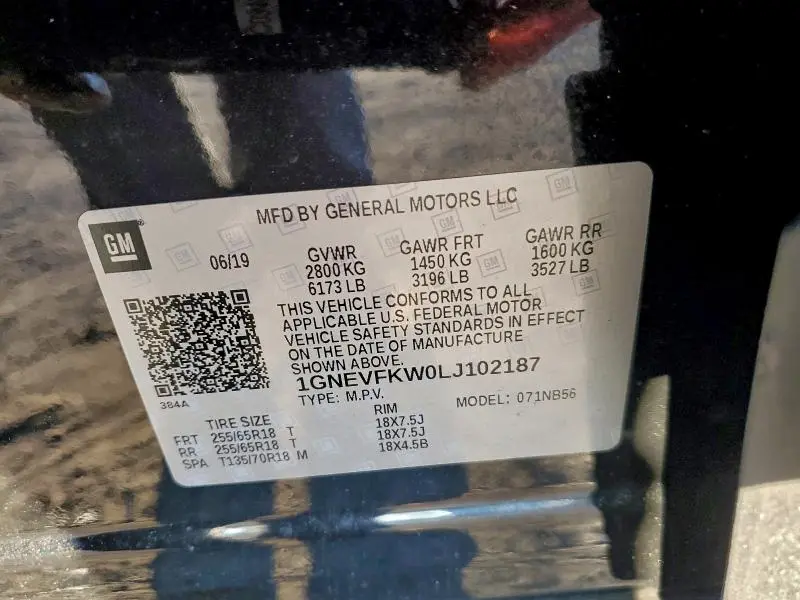 MFD BY GENERAL MOTORS LLC
GM
06/19
GVWR
2800 KG
6173 LB
GAWR FRT
1450 KG
3196 LB
GAWR RR
1600 KG
3527 LB
THIS VEHICLE CONFORMS TO ALL
APPLICABLE U.S. FEDERAL MOTOR
VEHICLE SAFETY STANDARDS IN EFFECT
ON THE DATE OF MANUFACTURE
SHOWN ABOVE.
1GNEVFKW0LJ102187
TYPE: M.P.V. MODEL: 071NB56
384A
TIRE SIZE RIM
FRT 255/65R18 T 18X7.5J
RR 255/65R18 T 18X7.5J
SPA T135/70R18 M 18X4.5B